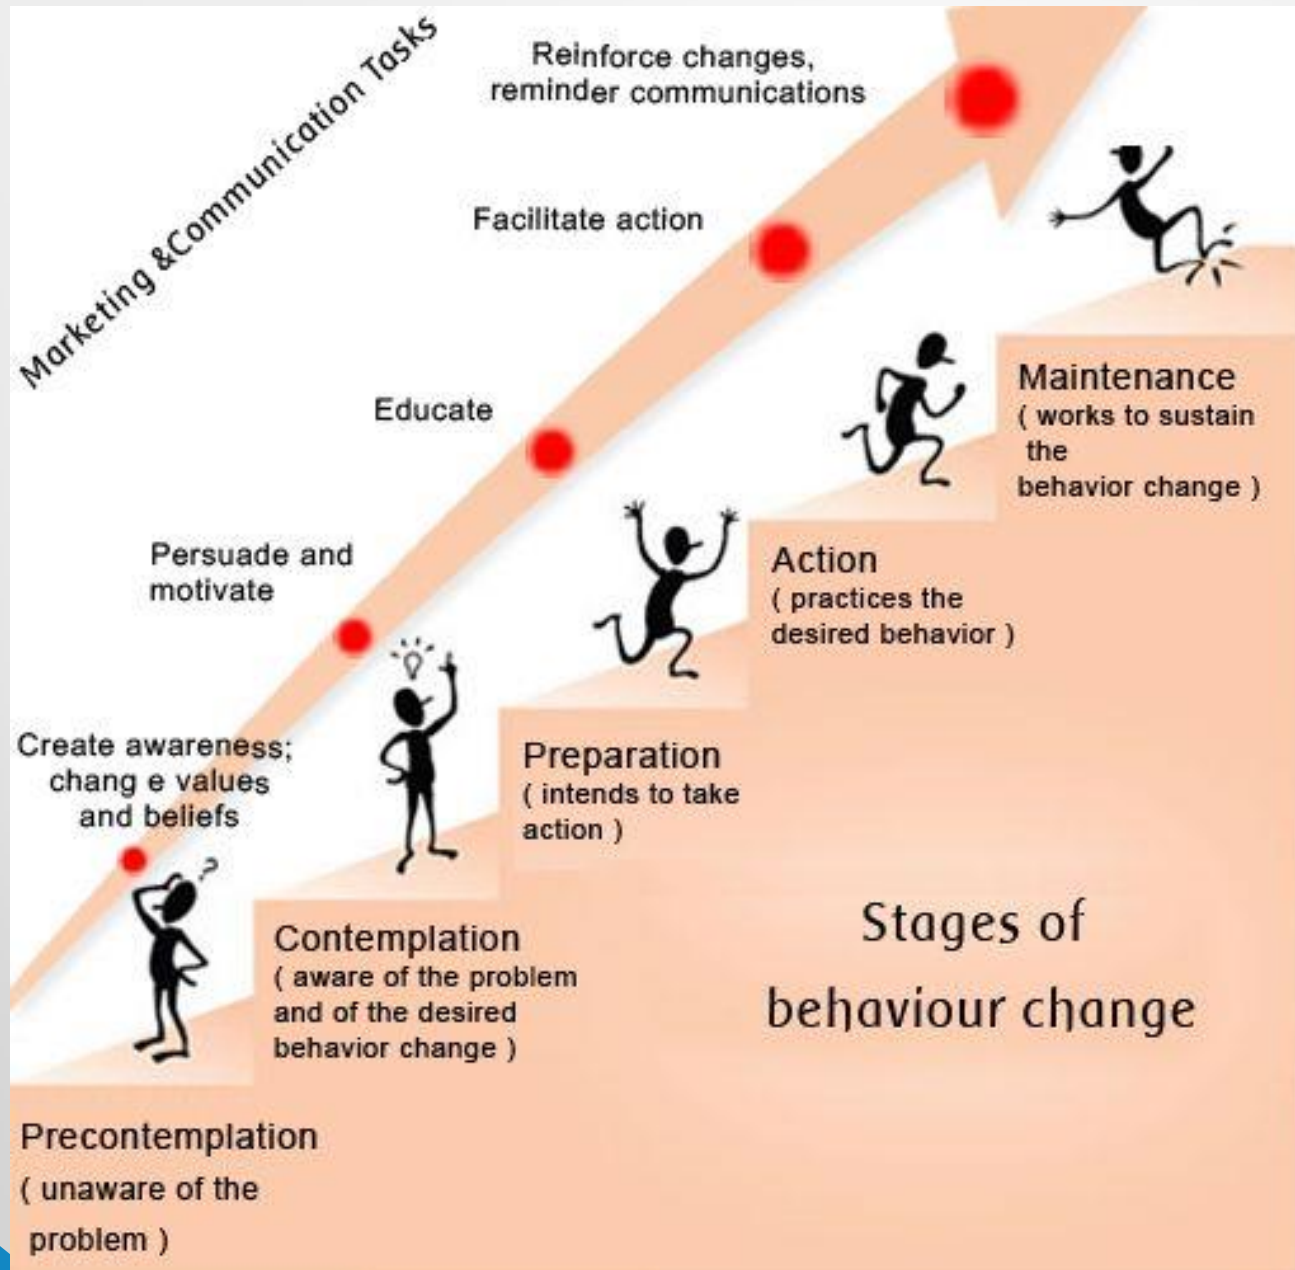 Marketing &Communication Tasks
Reinforce changes,
reminder communications
Facilitate action
Educate
Persuade and
motivate
Create awareness;
chang e values
and beliefs
?
Maintenance
( works to sustain
the
behavior change )
Action
( practices the
desired behavior )
Preparation
( intends to take
action )
Contemplation
( aware of the problem
and of the desired
behavior change )
Precontemplation
( unaware of the
problem )
Stages of
behaviour change